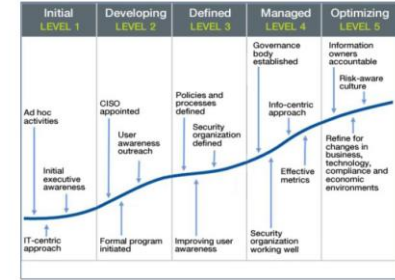 Initial
LEVEL 1
Developing
LEVEL 2
Defined
LEVEL 3
Managed
LEVEL 4
Optimizing
LEVEL 5
Ad hoc
activities
Initial
executive
awareness
IT-centric
approach
CISO
appointed
User
awareness
outreach
Formal program
initiated
Policies and
processes
defined
Security
organization
defined
Improving user
awareness
Governance
body
established
Info-centric
approach
Effective
metrics
Security
organization
working well
Information
owners
accountable
Risk-aware
culture
Refine for
changes in
business,
technology,
compliance and
economic
environments